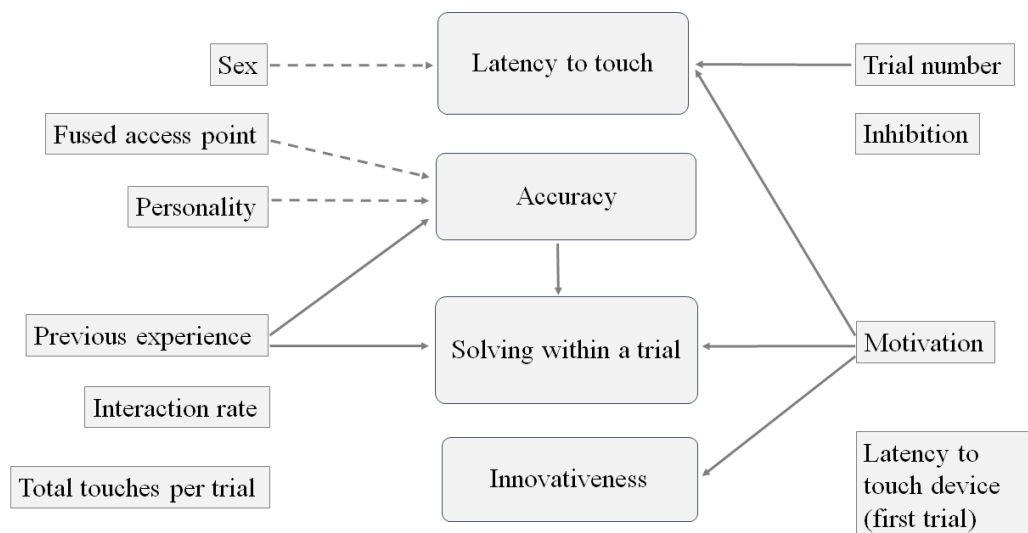 Sex
Latency to touch
Trial number
Fused access point
Inhibition
Personality
Accuracy
Previous experience
Solving within a trial
Motivation
Interaction rate
Total touches per trial
Innovativeness
Latency to
touch device
(first trial)